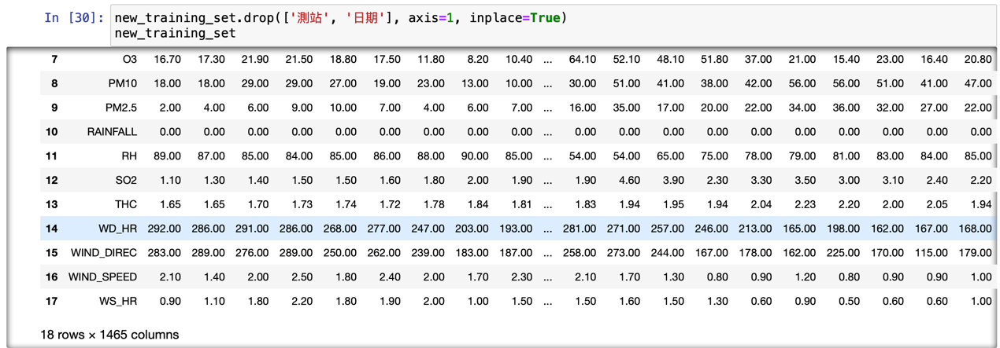 In [30]: new_training_set.drop(['測站', '日期'], axis=1, inplace=True)
new_training_set
7 O3 16.70 17.30 21.90 21.50 18.80 17.50 11.80 8.20 10.40 ... 64.10 52.10 48.10 51.80 37.00 21.00 15.40 23.00 16.40 20.80
8 PM10 18.00 18.00 29.00 29.00 27.00 19.00 23.00 13.00 10.00 ... 30.00 51.00 41.00 38.00 42.00 56.00 56.00 51.00 41.00 47.00
9 PM2.5 2.00 4.00 6.00 9.00 10.00 7.00 4.00 6.00 7.00 ... 16.00 35.00 17.00 20.00 22.00 34.00 36.00 32.00 27.00 22.00
10 RAINFALL 0.00 0.00 0.00 0.00 0.00 0.00 0.00 0.00 0.00 ... 0.00 0.00 0.00 0.00 0.00 0.00 0.00 0.00 0.00 0.00
11 RH 89.00 87.00 85.00 84.00 85.00 86.00 88.00 90.00 85.00 ... 54.00 54.00 65.00 75.00 78.00 79.00 81.00 83.00 84.00 85.00
12 SO2 1.10 1.30 1.40 1.50 1.50 1.60 1.80 2.00 1.90 ... 1.90 4.60 3.90 2.30 3.30 3.50 3.00 3.10 2.40 2.20
13 THC 1.65 1.65 1.70 1.73 1.74 1.72 1.78 1.84 1.81 ... 1.83 1.94 1.95 1.94 2.04 2.23 2.20 2.00 2.05 1.94
14 WD_HR 292.00 286.00 291.00 286.00 268.00 277.00 247.00 203.00 193.00 ... 281.00 271.00 257.00 246.00 213.00 165.00 198.00 162.00 167.00 168.00
15 WIND_DIREC 283.00 289.00 276.00 289.00 250.00 262.00 239.00 183.00 187.00 ... 258.00 273.00 244.00 167.00 178.00 162.00 225.00 170.00 115.00 179.00
16 WIND_SPEED 2.10 1.40 2.00 2.50 1.80 2.40 2.00 1.70 2.30 ... 2.10 1.70 1.30 0.80 0.90 1.20 0.80 0.90 0.90 1.00
17 WS_HR 0.90 1.10 1.80 2.20 1.80 1.90 2.00 1.00 1.50 ... 1.50 1.60 1.50 1.30 0.60 0.90 0.50 0.60 0.60 1.00
18 rows × 1465 columns